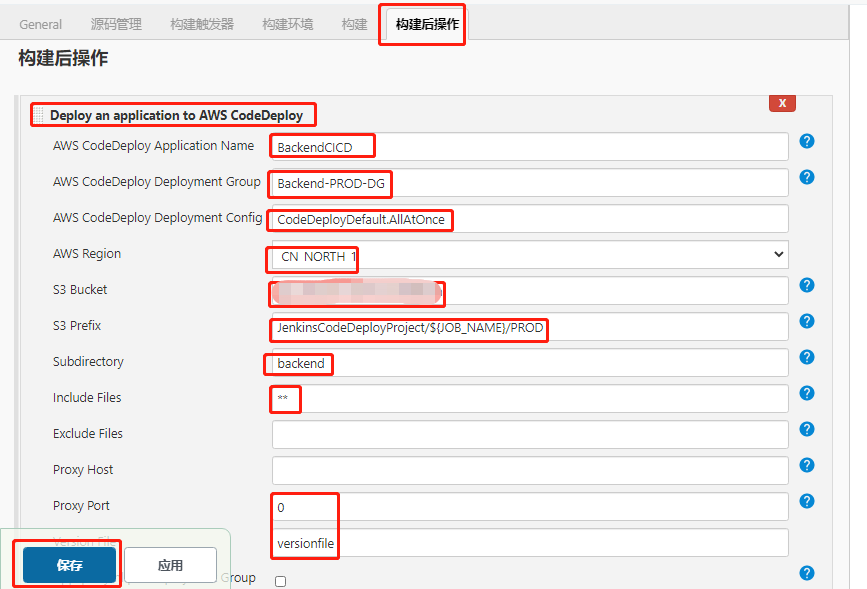 General 源码管理 构建触发器 构建环境 构建 构建后操作
构建后操作
Deploy an application to AWS CodeDeploy
X
AWS CodeDeploy Application Name BackendCICD ?
AWS CodeDeploy Deployment Group Backend-PROD-DG ?
AWS CodeDeploy Deployment Config CodeDeployDefault.AllAtOnce
AWS Region CN_NORTH_1
S3 Bucket ?
S3 Prefix JenkinsCodeDeployProject/${JOB_NAME}/PROD ?
Subdirectory backend ?
Include Files ** ?
Exclude Files ?
Proxy Host ?
Proxy Port 0 ?
Version File versionfile
保存 应用 Group ?